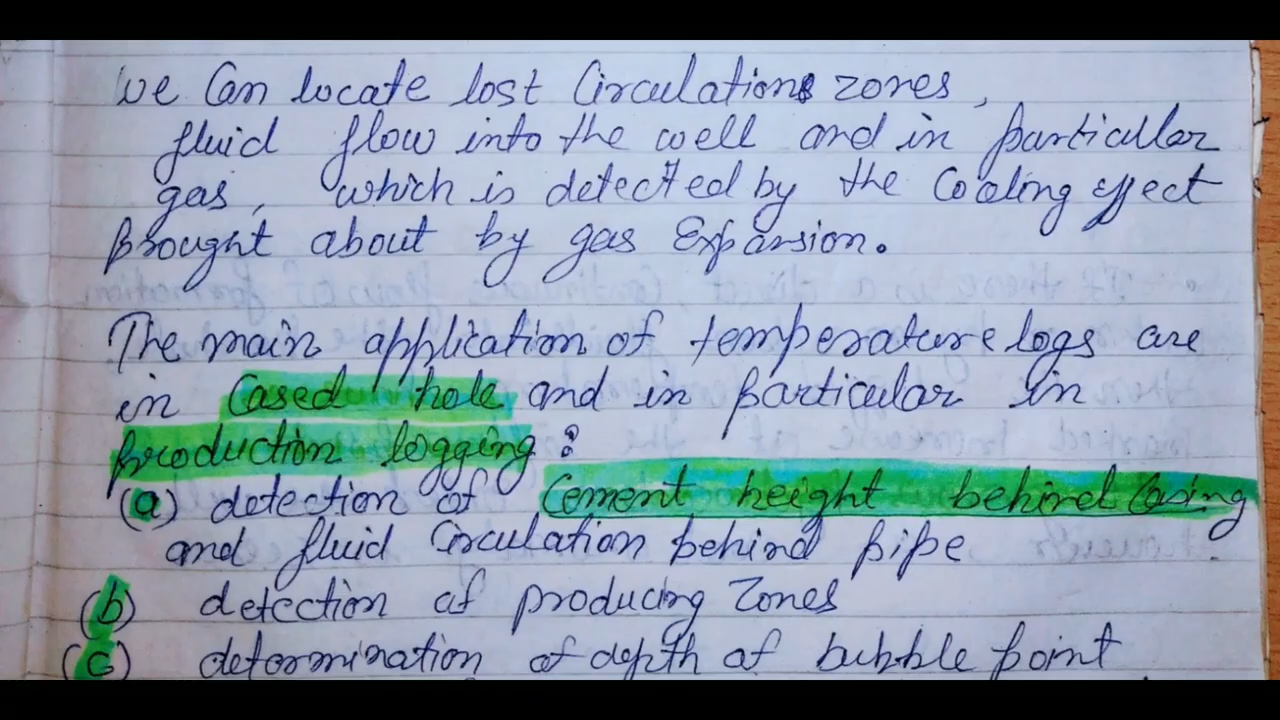 We Can locate lost Circulations zones,
fluid flow into the well and in particular
gas, which is detected by the Cooling effect
Brought about by gas Expansion.
The main application of temperature logs are
in Cased hole and in particular in
production logging :
(a) detection of Cement height behind Casing
and fluid Circulation behind pipe
(b) detection of producing Zones
(c) determination of depth of bubble point